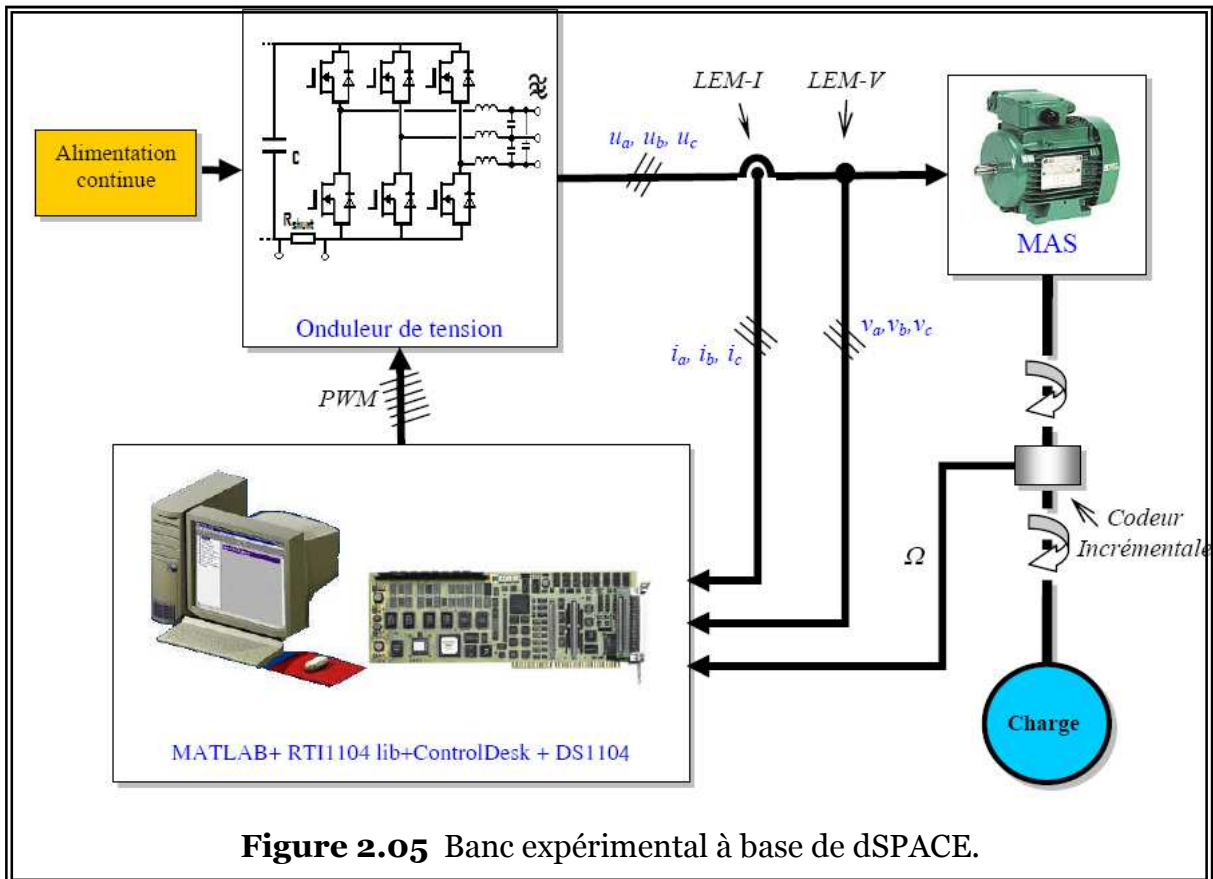 Alimentation
continue
C
Rshunt
Onduleur de tension
ua, ub, uc
LEM-I
LEM-V
MAS
PWM
ia, ib, ic
va,vb,vc
Codeur
Incrémentale
Ω
Charge
MATLAB+ RTI1104 lib+ControlDesk + DS1104
Figure 2.05 Banc expérimental à base de dSPACE.